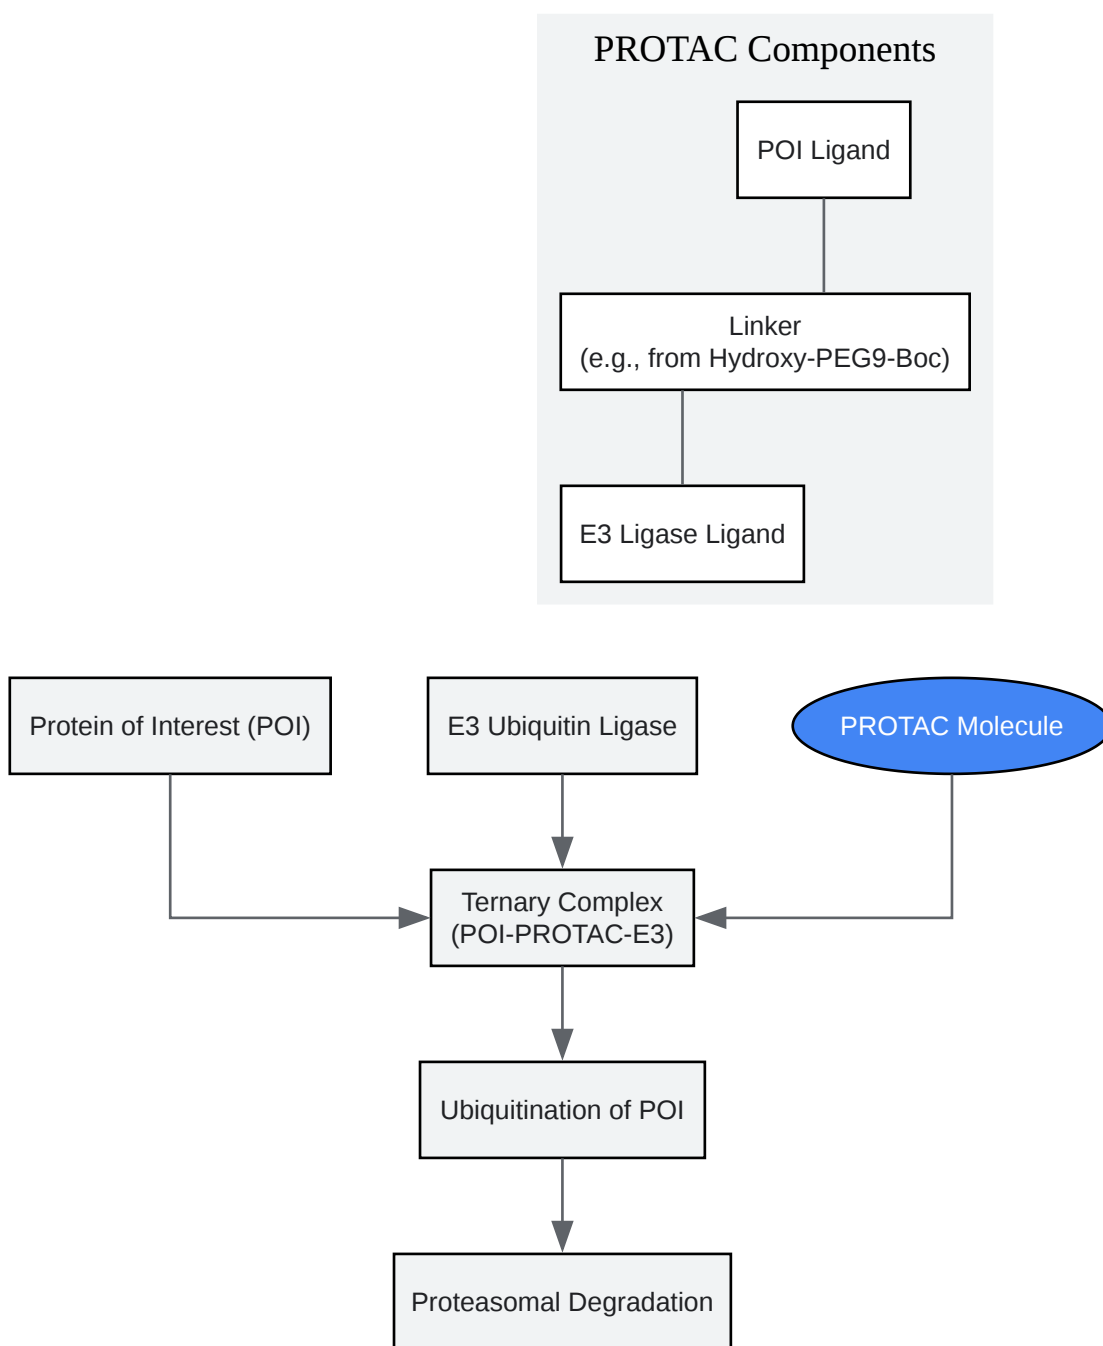 PROTAC Components
POI Ligand
Linker
(e.g., from Hydroxy-PEG9-Boc)
E3 Ligase Ligand
Protein of Interest (POI)
E3 Ubiquitin Ligase
PROTAC Molecule
Ternary Complex
(POI-PROTAC-E3)
Ubiquitination of POI
Proteasomal Degradation